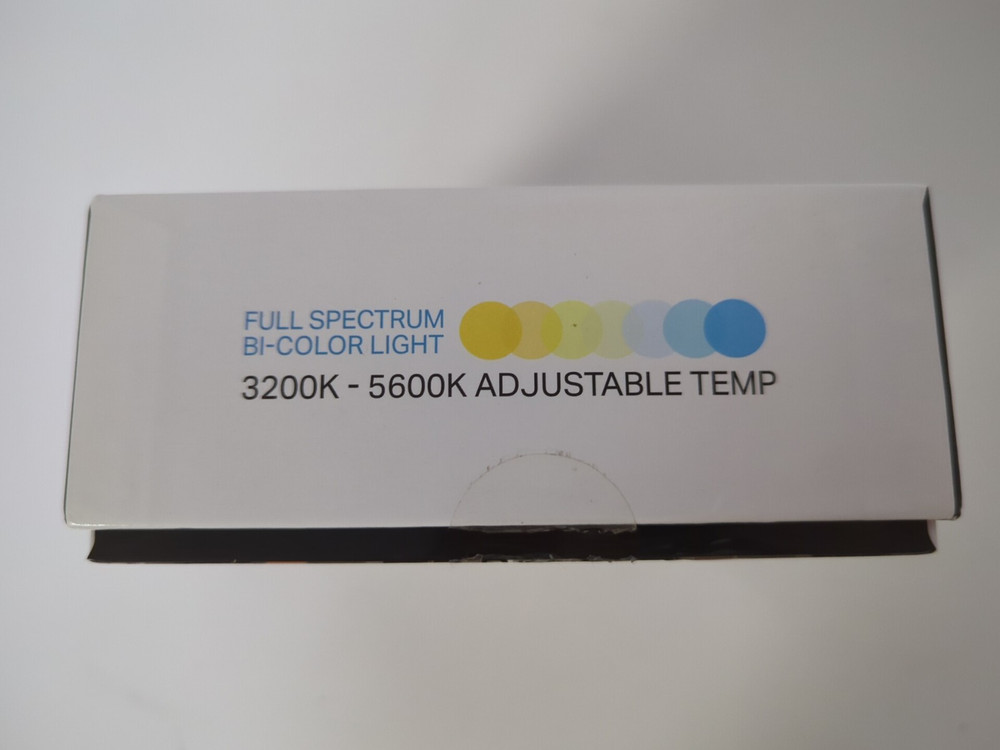 FULL SPECTRUM
BI-COLOR LIGHT
3200K - 5600K ADJUSTABLE TEMP